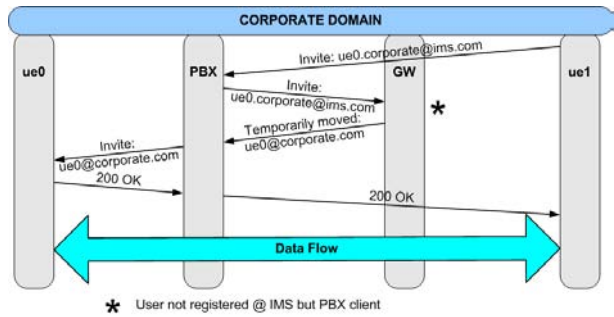 CORPORATE DOMAIN
ue0
PBX
GW
ue1
Invite: ue0.corporate@ims.com
Invite:
ue0.corporate@ims.com
*
Temporarily moved:
ue0@corporate.com
Invite:
ue0@corporate.com
200 OK
200 OK
Data Flow
* User not registered @ IMS but PBX client